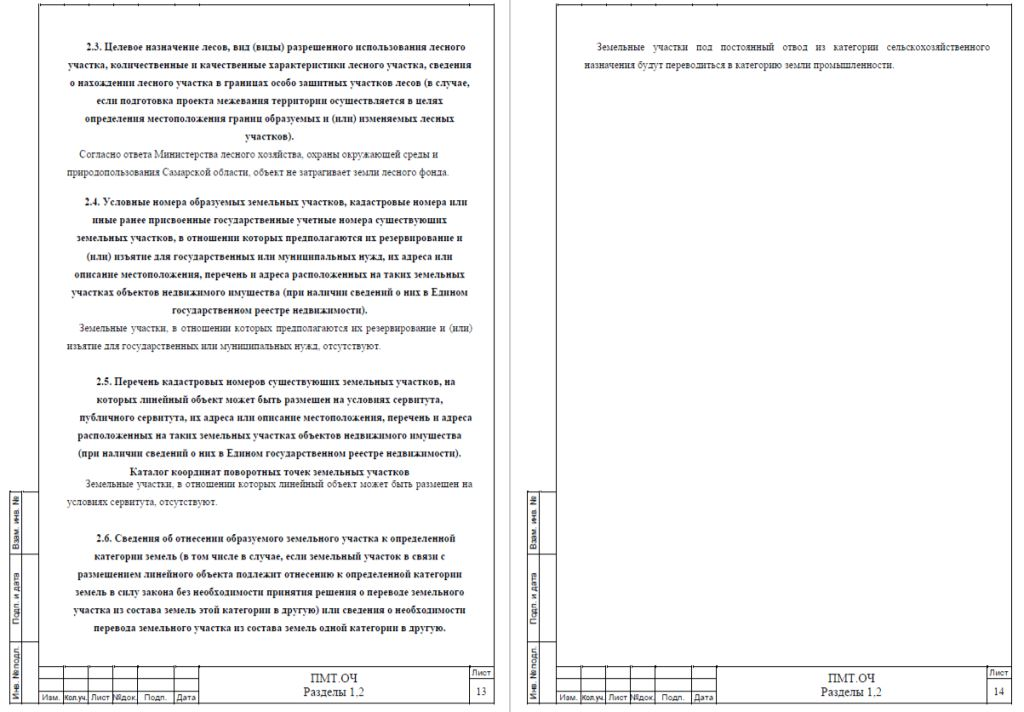 2.3. Целевое назначение лесов, вид (виды) разрешенного использования лесного
участка, количественные и качественные характеристики лесного участка, сведения
о нахождении лесного участка в границах особо защитных участков лесов (в случае,
если подготовка проекта межевания территории осуществляется в целях
определения местоположения границ образуемых и (или) изменяемых лесных
участков).
Согласно ответа Министерства лесного хозяйства, охраны окружающей среды и
природопользования Самарской области, объект не затрагивает земли лесного фонда.
2.4. Условные номера образуемых земельных участков, кадастровые номера или
иные ранее присвоенные государственные учетные номера существующих
земельных участков, в отношении которых предполагаются их резервирование и
(или) изъятие для государственных или муниципальных нужд, их адреса или
описание местоположения, перечень и адреса расположенных на таких земельных
участках объектов недвижимого имущества (при наличии сведений о них в Едином
государственном реестре недвижимости).
Земельные участки, в отношении которых предполагаются их резервирование и (или)
изъятие для государственных или муниципальных нужд, отсутствуют.
2.5. Перечень кадастровых номеров существующих земельных участков, на
которых линейный объект может быть размещен на условиях сервитута,
публичного сервитута, их адреса или описание местоположения, перечень и адреса
расположенных на таких земельных участках объектов недвижимого имущества
(при наличии сведений о них в Едином государственном реестре недвижимости).
Каталог координат поворотных точек земельных участков
Земельные участки, в отношении которых линейный объект может быть размещен на
условиях сервитута, отсутствуют.
2.6. Сведения об отнесении образуемого земельного участка к определенной
категории земель (в том числе в случае, если земельный участок в связи с
размещением линейного объекта подлежит отнесению к определенной категории
земель в силу закона без необходимости принятия решения о переводе земельного
участка из состава земель этой категории в другую) или сведения о необходимости
перевода земельного участка из состава земель одной категории в другую.
Взам. инв. №
Подп. и дата
Инв. № подл.
Изм. Кол.уч. Лист №док. Подп. Дата
ПМТ.ОЧ
Разделы 1,2
Лист
13
Земельные участки под постоянный отвод из категории сельскохозяйственного
назначения будут переводиться в категорию земли промышленности.
Взам. инв. №
Подп. и дата
Инв. № подл.
Изм. Кол.уч. Лист №док. Подп. Дата
ПМТ.ОЧ
Разделы 1,2
Лист
14